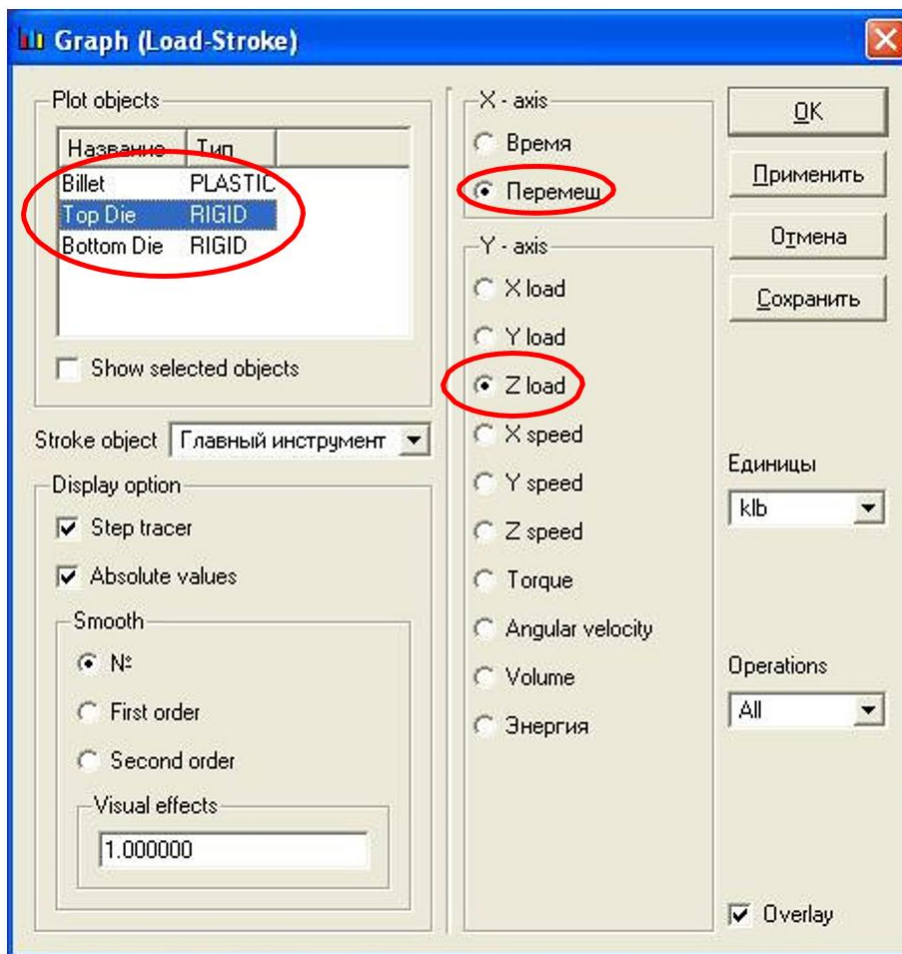 Graph (Load-Stroke)
Plot objects
Название Тип
Billet PLASTIC
Top Die RIGID
Bottom Die RIGID
Show selected objects
Stroke object Главный инструмент
Display option
Step tracer
Absolute values
Smooth
№
First order
Second order
Visual effects
1.000000
X - axis
Время
Перемещ
Y - axis
X load
Y load
Z load
X speed
Y speed
Z speed
Torque
Angular velocity
Volume
Энергия
OK
Применить
Отмена
Сохранить
Единицы
klb
Operations
All
Overlay